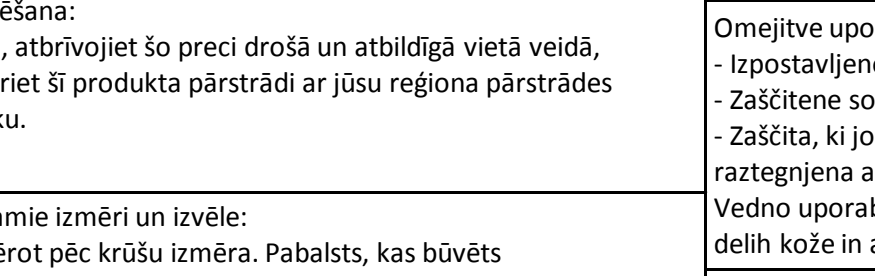 ēšana:
, atbrīvojiet šo preci drošā un atbildīgā vietā veidā,
riet šī produkta pārstrādi ar jūsu reģiona pārstrādes
ku.
amie izmēri un izvēle:
ērot pēc krūšu izmēra. Pabalsts, kas būvēts
Omejitve upo
- Izpostavljen
- Zaščitene so
- Zaščita, ki jo
raztegnjena a
Vedno uporab
delih kože in a